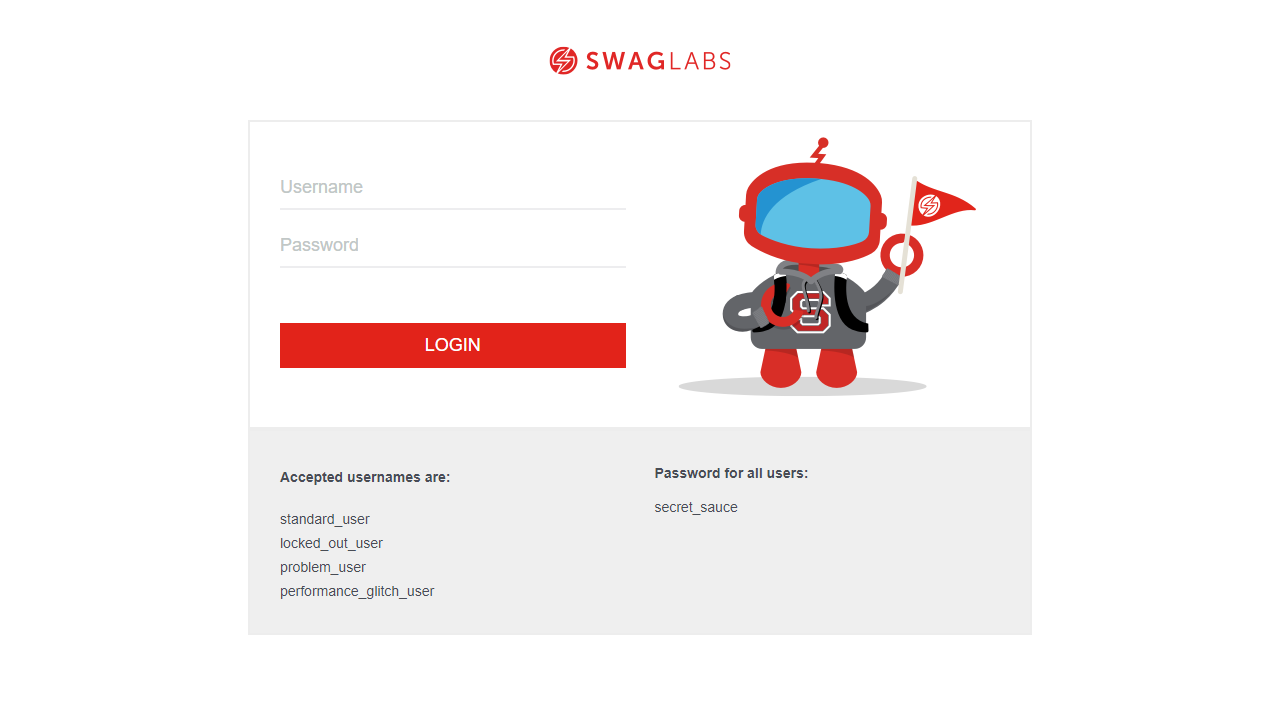 SWAGLABS
Username
Password
LOGIN
S
Accepted usernames are:
standard_user
locked_out_user
problem_user
performance_glitch_user
Password for all users:
secret_sauce